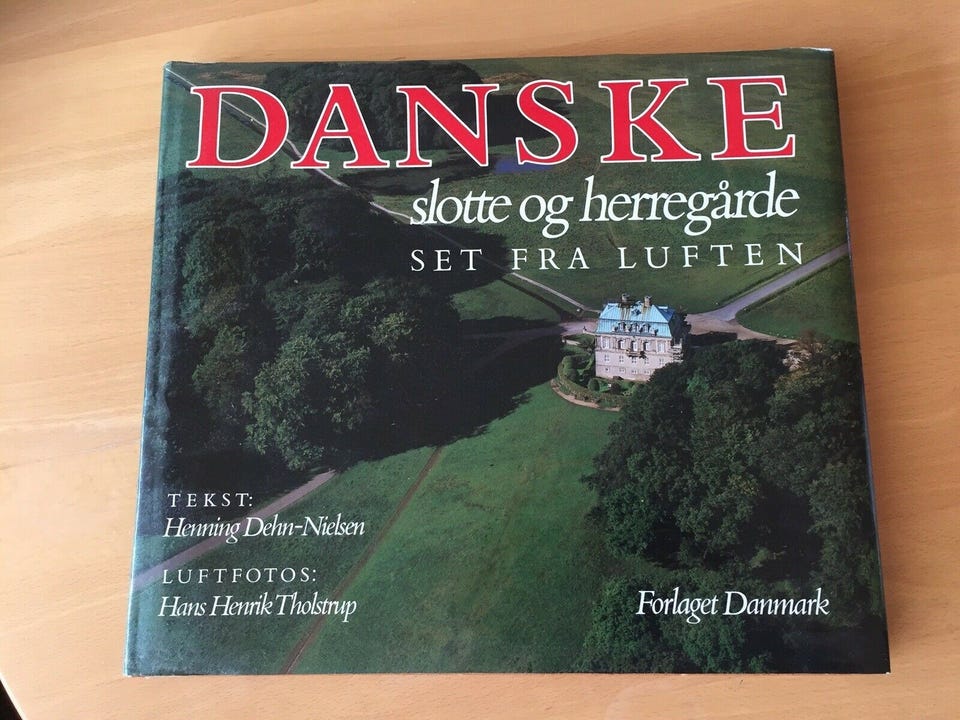 DANSKE
slotte og herregårde
SET FRA LUFTEN
TEKST:
Henning Dehn-Nielsen
LUFTFOTOS:
Hans Henrik Tholstrup
Forlaget Danmark